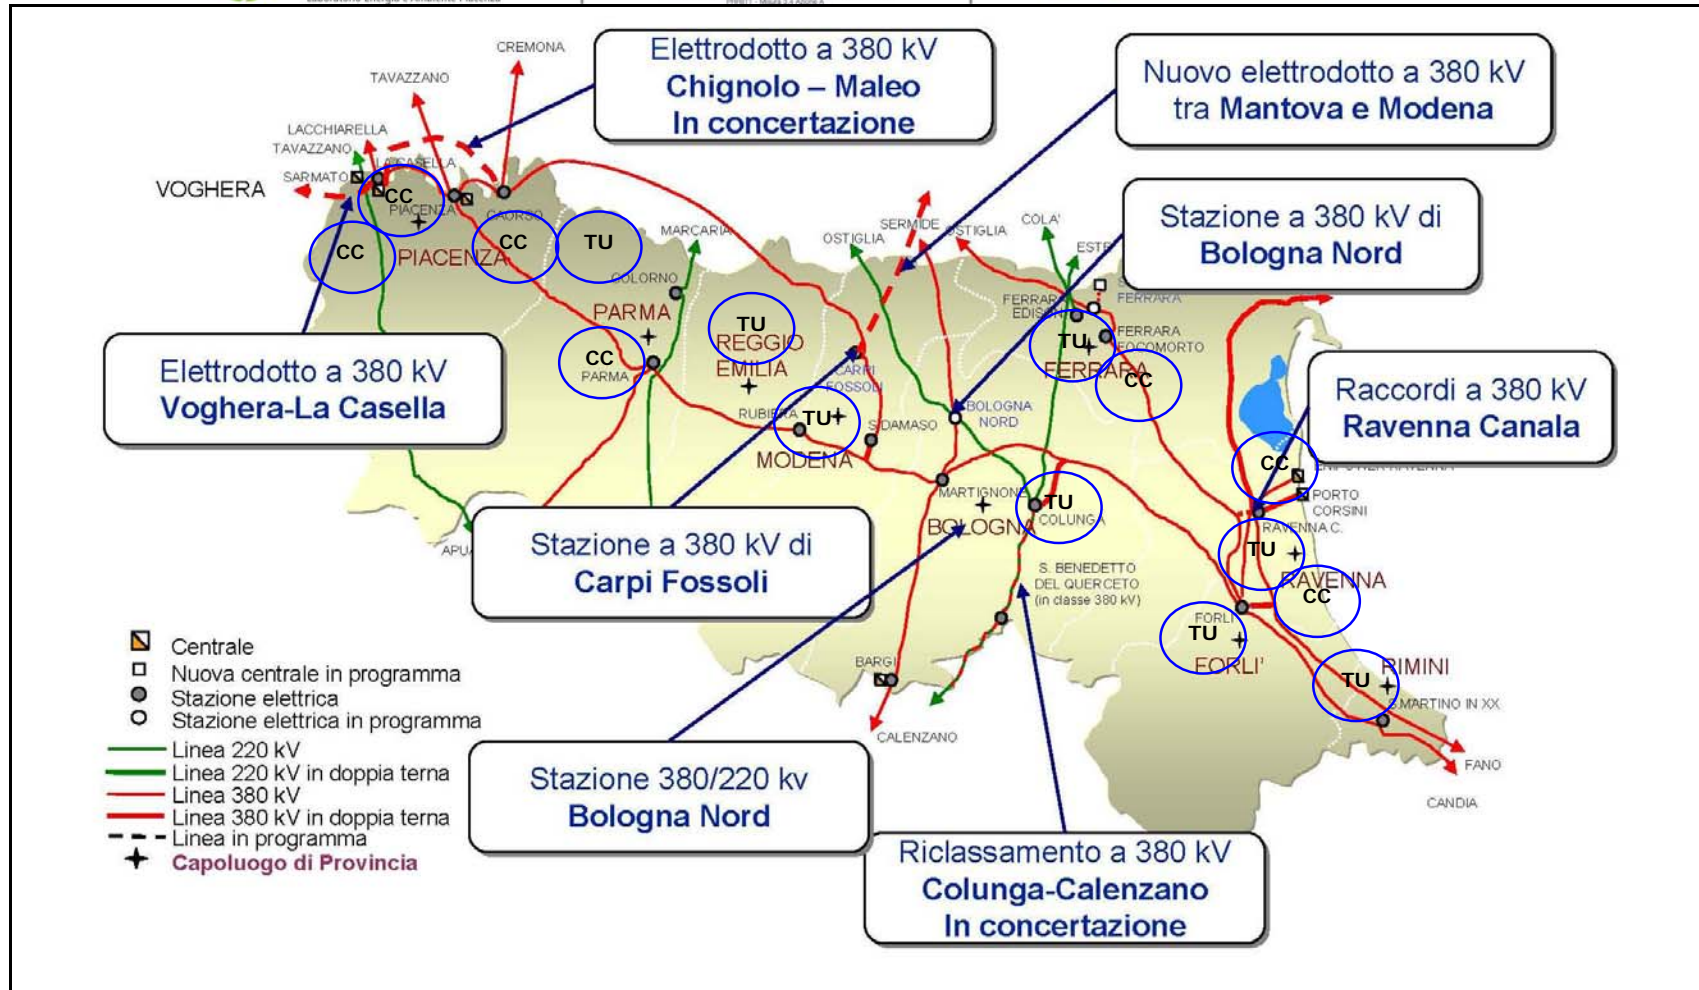 Elettrodotto a 380 kV
Chignolo – Maleo
In concertazione
Nuovo elettrodotto a 380 kV
tra Mantova e Modena
Stazione a 380 kV di
Bologna Nord
CREMONA
TAVAZZANO
LACCHIARELLA
TAVAZZANO
LA CASELLA
SARMATO
VOGHERA
CC
PIACENZA
CAORSO
CC
PIACENZA
CC
TU
MARCARIA
COLORNO
PARMA
CC
PARMA
TU
REGGIO
EMILIA
OSTIGLIA
SERMIDE
OSTIGLIA
COLA'
ESTE
FERRARA
EDISON
FERRARA
FERRARA
FOCOMORTO
TU
FERRARA
CC
Elettrodotto a 380 kV
Voghera-La Casella
CARPI
FOSSOLI
RUBIERA
TU
S.DAMASO
MODENA
BOLOGNA
NORD
MARTIGNONE
BOLOGNA
TU
COLUNGA
Raccordi a 380 kV
Ravenna Canala
CC
PORTO
CORSINI
RAVENNA C.
TU
RAVENNA
CC
Stazione a 380 kV di
Carpi Fossoli
S. BENEDETTO
DEL QUERCETO
(in classe 380 kV)
FORLI'
TU
FORLI'
RIMINI
TU
S.MARTINO IN XX
FANO
CANDIA
BARGI
CALENZANO
Centrale
Nuova centrale in programma
Stazione elettrica
Stazione elettrica in programma
Linea 220 kV
Linea 220 kV in doppia terna
Linea 380 kV
Linea 380 kV in doppia terna
Linea in programma
Capoluogo di Provincia
Stazione 380/220 kv
Bologna Nord
Riclassamento a 380 kV
Colunga-Calenzano
In concertazione